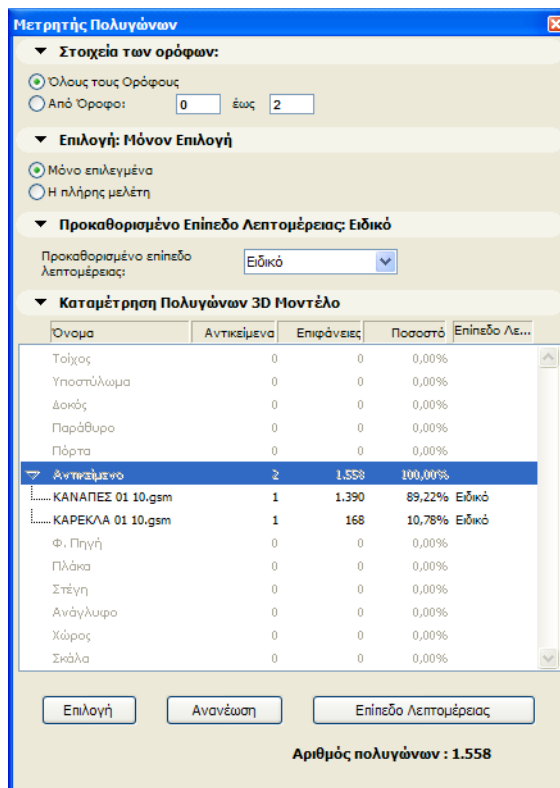 Μετρητής Πολυγώνων
Στοιχεία των ορόφων:
Όλους τους Ορόφους
Από Όροφο: 0 έως 2
Επιλογή: Μόνον Επιλογή
Μόνο επιλεγμένα
Η πλήρης μελέτη
Προκαθορισμένο Επίπεδο Λεπτομέρειας: Ειδικό
Προκαθορισμένο επίπεδο λεπτομέρειας: Ειδικό
Καταμέτρηση Πολυγώνων 3D Μοντέλο
Όνομα Αντικείμενα Επιφάνειες Ποσοστό Επίπεδο Λε...
Τοίχος 0 0 0,00%
Υποστύλωμα 0 0 0,00%
Δοκός 0 0 0,00%
Παράθυρο 0 0 0,00%
Πόρτα 0 0 0,00%
Αντικείμενο 2 1.558 100,00%
ΚΑΝΑΠΕΣ 01 10.gsm 1 1.390 89,22% Ειδικό
ΚΑΡΕΚΛΑ 01 10.gsm 1 168 10,78% Ειδικό
Φ. Πηγή 0 0 0,00%
Πλάκα 0 0 0,00%
Στέγη 0 0 0,00%
Ανάγλυφο 0 0 0,00%
Χώρος 0 0 0,00%
Σκάλα 0 0 0,00%
Επιλογή Ανανέωση Επίπεδο Λεπτομέρειας
Αριθμός πολυγώνων : 1.558